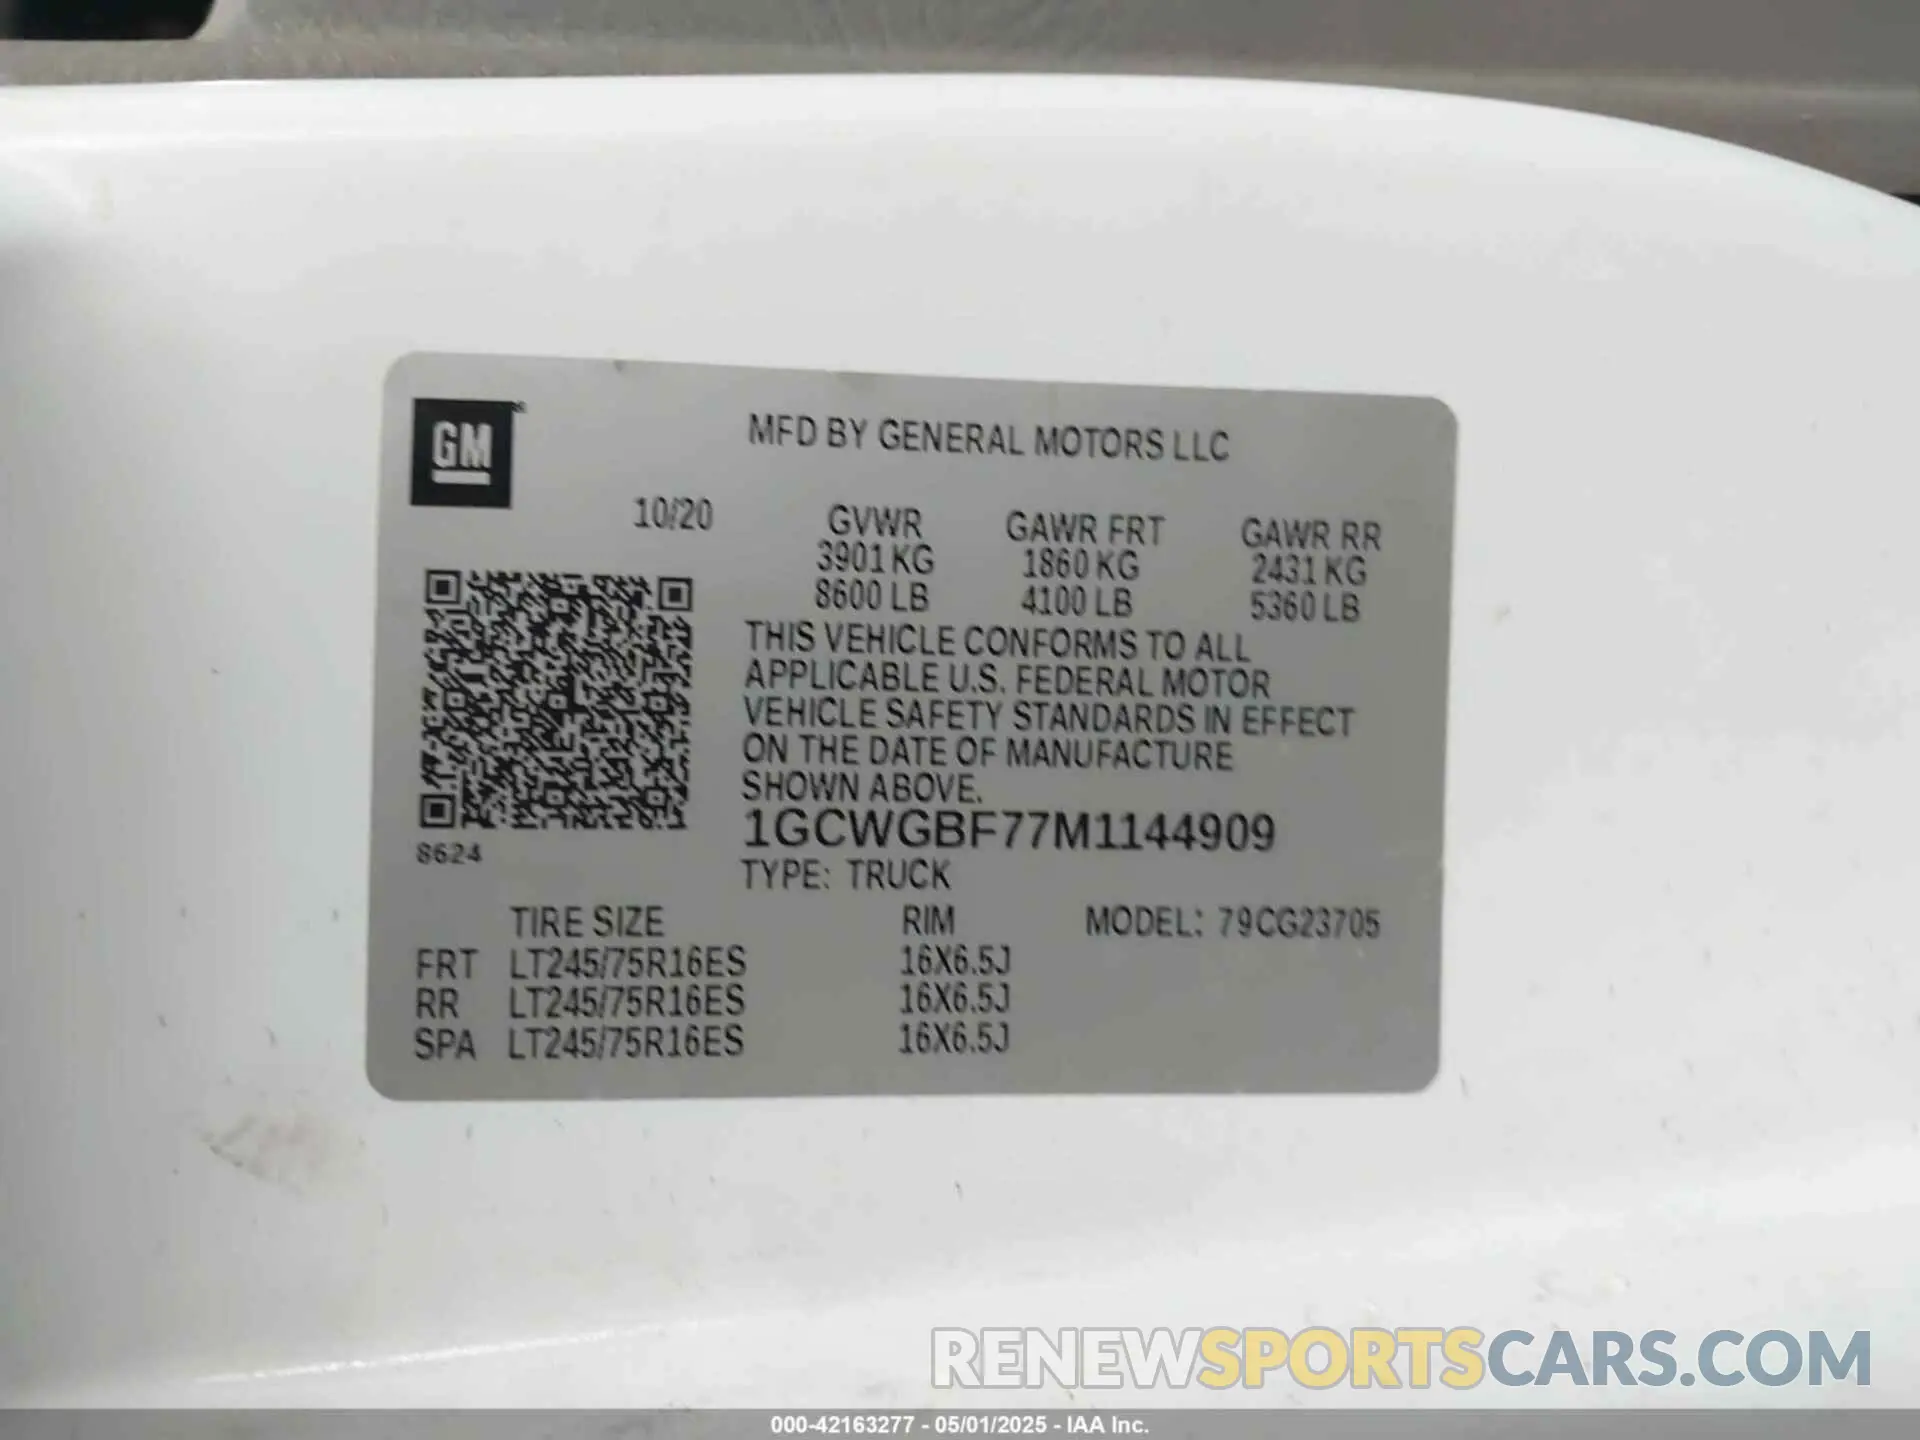 GM
MFD BY GENERAL MOTORS LLC
10/20
GVWR GAWR FRT GAWR RR
3901 KG 1860 KG 2431 KG
8600 LB 4100 LB 5360 LB
THIS VEHICLE CONFORMS TO ALL
APPLICABLE U.S. FEDERAL MOTOR
VEHICLE SAFETY STANDARDS IN EFFECT
ON THE DATE OF MANUFACTURE
SHOWN ABOVE.
1GCWGBF77M1144909
8624
TYPE: TRUCK
TIRE SIZE RIM MODEL: 79CG23705
FRT LT245/75R16ES 16X6.5J
RR LT245/75R16ES 16X6.5J
SPA LT245/75R16ES 16X6.5J
RENEWSPORTSCARS.COM
000-42163277 - 05/01/2025 - IAA Inc.